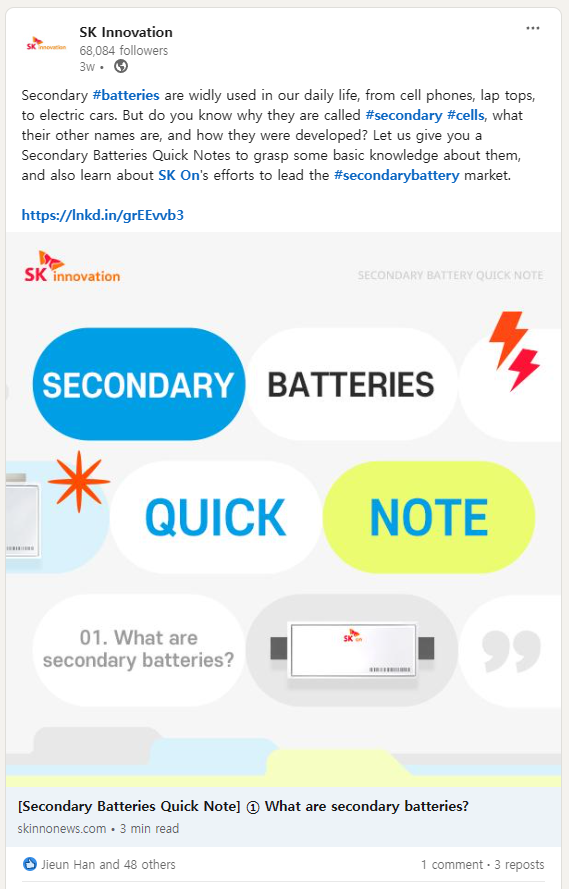 SK Innovation
68,084 followers
3w •
Secondary #batteries are widly used in our daily life, from cell phones, lap tops,
to electric cars. But do you know why they are called #secondary #cells, what
their other names are, and how they were developed? Let us give you a
Secondary Batteries Quick Notes to grasp some basic knowledge about them,
and also learn about SK On's efforts to lead the #secondarybattery market.
https://lnkd.in/grEEvvb3
SK innovation
SECONDARY BATTERY QUICK NOTE
SECONDARY BATTERIES
QUICK NOTE
01. What are
secondary batteries?
SK on
[Secondary Batteries Quick Note] ① What are secondary batteries?
skinnonews.com • 3 min read
Jieun Han and 48 others
1 comment • 3 reposts